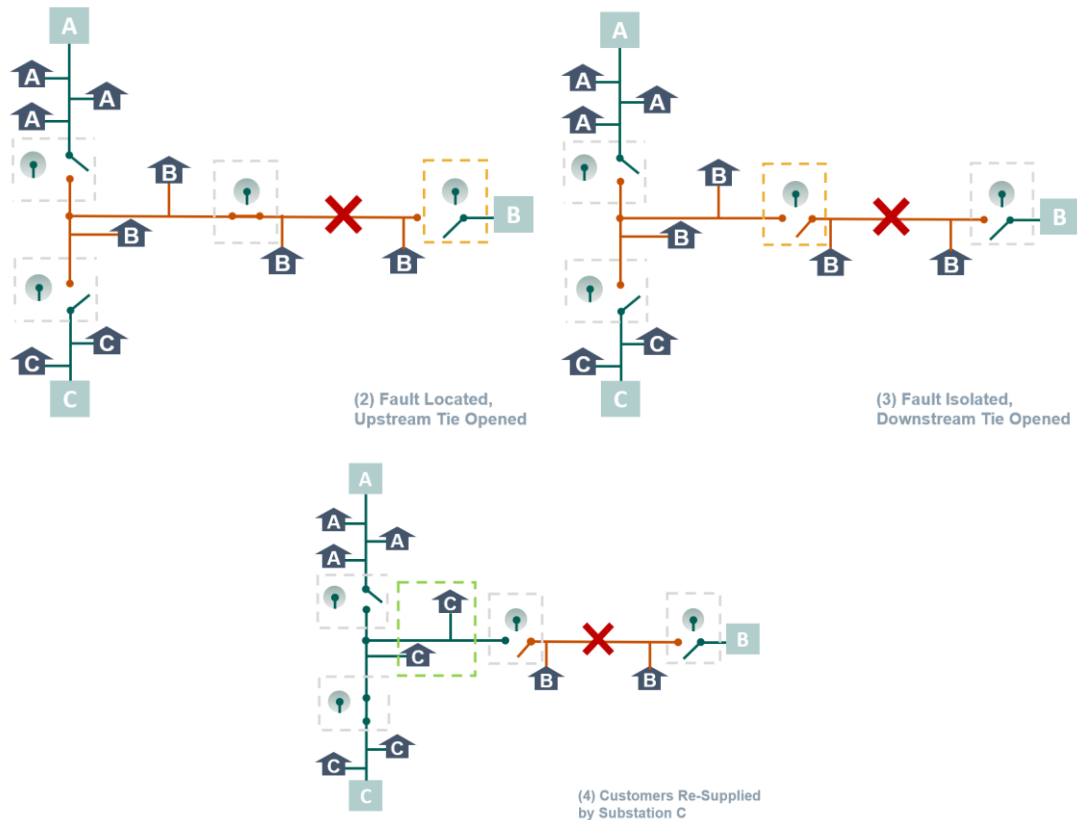 A
A
A
A
A
A
A
A
B
B
B
B
B
B
B
B
B
B
C
C
C
C
C
C
(2) Fault Located,
Upstream Tie Opened
(3) Fault Isolated,
Downstream Tie Opened
A
A
A
A
C
C
B
B
B
C
C
C
(4) Customers Re-Supplied
by Substation C